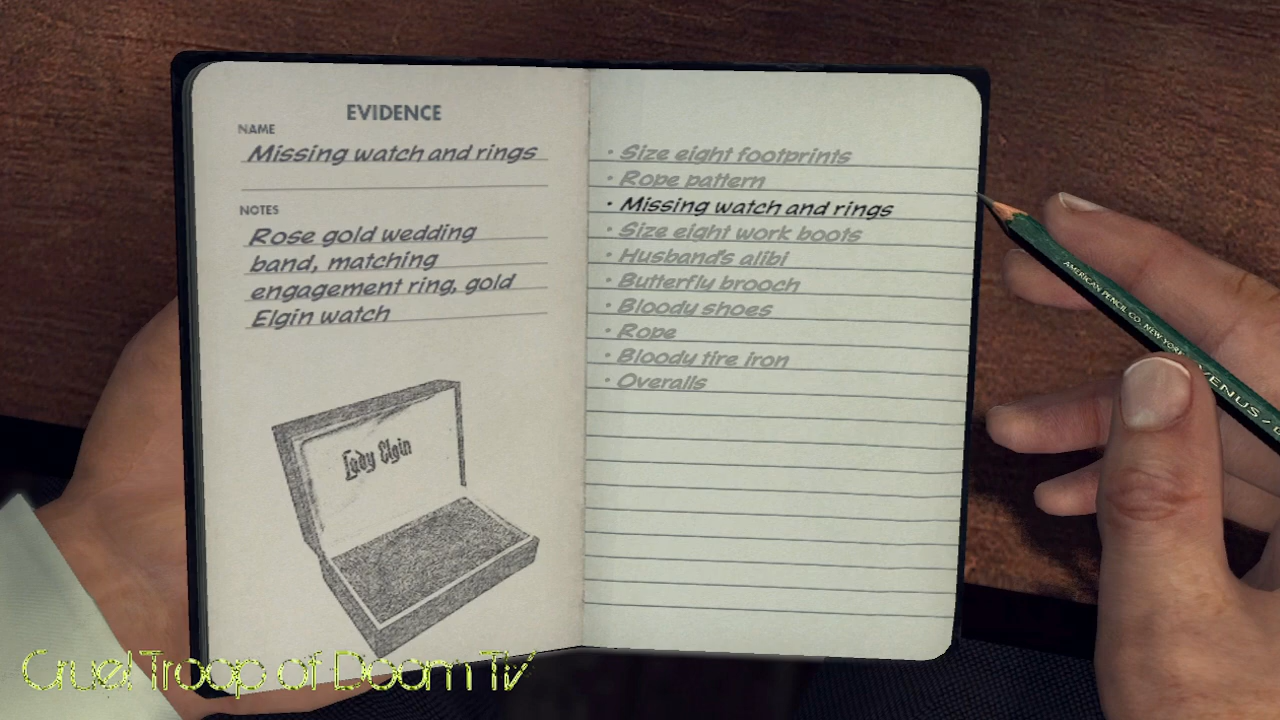 EVIDENCE
NAME
Missing watch and rings
NOTES
Rose gold wedding
band, matching
engagement ring, gold
Elgin watch
Lady Elgin
• Size eight footprints
• Rope pattern
• Missing watch and rings
• Size eight work boots
• Husband's alibi
• Butterfly brooch
• Bloody shoes
• Rope
• Bloody tire iron
• Overalls
AMERICAN PENCIL CO. NEW YORK
VENUS
Cruel Troop of Doom TV